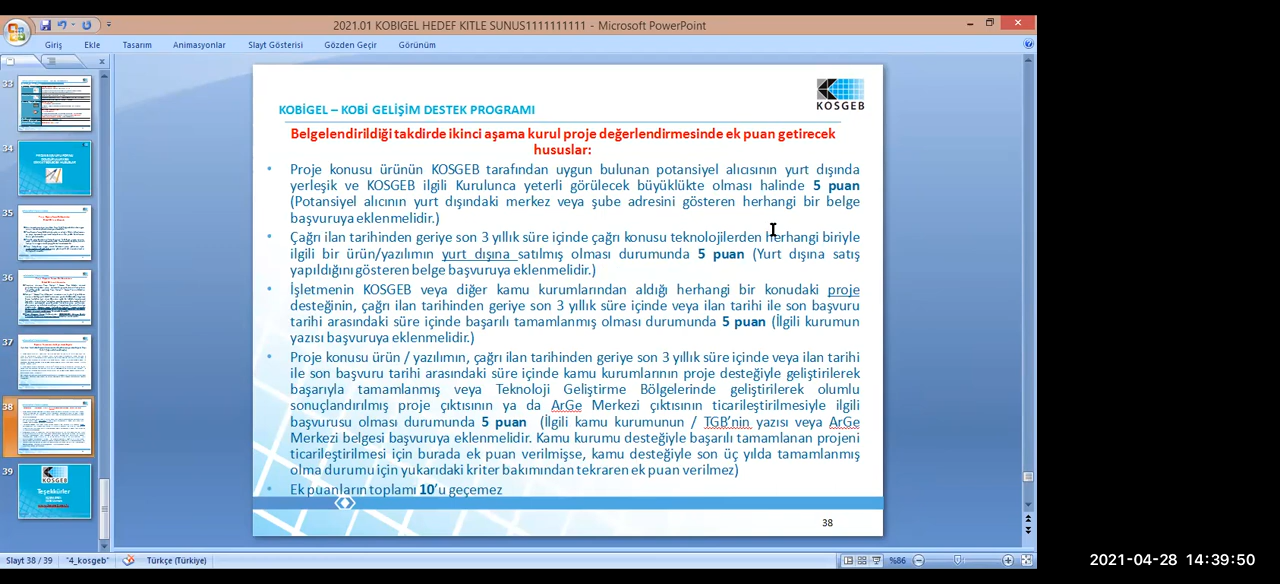 2021.01 KOBIGEL HEDEF KITLE SUNUS1111111111 - Microsoft PowerPoint
Giriş Ekle Tasarım Animasyonlar Slayt Gösterisi Gözden Geçir Görünüm
33
34
35
36
37
38
39
KOSGEB
Teşekkürler
KOSGEB
KOBİGEL – KOBİ GELİŞİM DESTEK PROGRAMI
Belgelendirildiği takdirde ikinci aşama kurul proje değerlendirmesinde ek puan getirecek
hususlar:
• Proje konusu ürünün KOSGEB tarafından uygun bulunan potansiyel alıcısının yurt dışında
yerleşik ve KOSGEB ilgili Kurulunca yeterli görülecek büyüklükte olması halinde 5 puan
(Potansiyel alıcının yurt dışındaki merkez veya şube adresini gösteren herhangi bir belge
başvuruya eklenmelidir.)
• Çağrı ilan tarihinden geriye son 3 yıllık süre içinde çağrı konusu teknolojilerden herhangi biriyle
ilgili bir ürün/yazılımın yurt dışına satılmış olması durumunda 5 puan (Yurt dışına satış
yapıldığını gösteren belge başvuruya eklenmelidir.)
• İşletmenin KOSGEB veya diğer kamu kurumlarından aldığı herhangi bir konudaki proje
desteğinin, çağrı ilan tarihinden geriye son 3 yıllık süre içinde veya ilan tarihi ile son başvuru
tarihi arasındaki süre içinde başarılı tamamlanmış olması durumunda 5 puan (İlgili kurumun
yazısı başvuruya eklenmelidir.)
• Proje konusu ürün / yazılımın, çağrı ilan tarihinden geriye son 3 yıllık süre içinde veya ilan tarihi
ile son başvuru tarihi arasındaki süre içinde kamu kurumlarının proje desteğiyle geliştirilerek
başarıyla tamamlanmış veya Teknoloji Geliştirme Bölgelerinde geliştirilerek olumlu
sonuçlandırılmış proje çıktısının ya da ArGe Merkezi çıktısının ticarileştirilmesiyle ilgili
başvurusu olması durumunda 5 puan (İlgili kamu kurumunun / TGB'nin yazısı veya ArGe
Merkezi belgesi başvuruya eklenmelidir. Kamu kurumu desteğiyle başarılı tamamlanan projeni
ticarileştirilmesi için burada ek puan verilmişse, kamu desteğiyle son üç yılda tamamlanmış
olma durumu için yukarıdaki kriter bakımından tekraren ek puan verilmez)
• Ek puanların toplamı 10'u geçemez
38
Slayt 38 / 39 "4_kosgeb" Türkçe (Türkiye) %86
2021-04-28 14:39:50